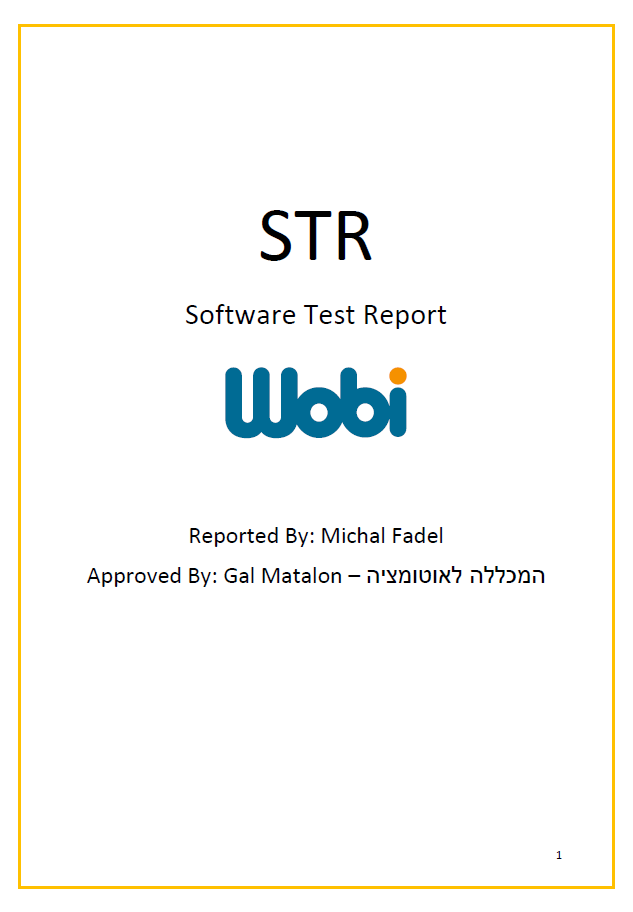 STR
Software Test Report
Wobi
Reported By: Michal Fadel
Approved By: Gal Matalon – המכללה לאוטומציה
1